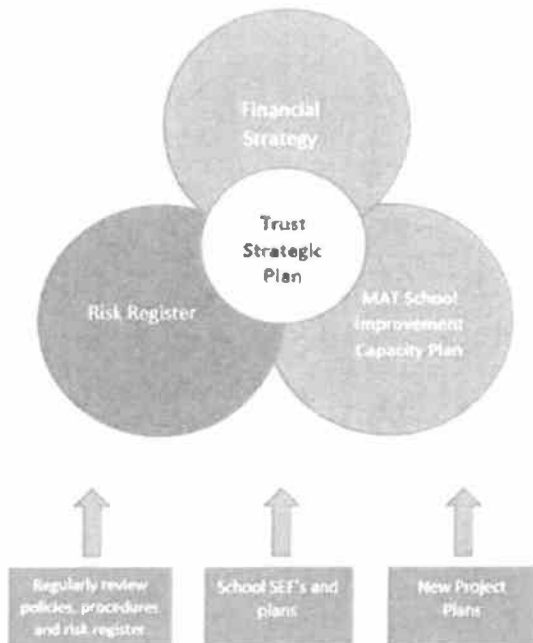 Financial
Strategy
Trust
Strategic
Plan
Risk Register
MAT School
Improvement
Capacity Plan
Regularly review
policies, procedures
and risk register
School SEF's and
plans
New Project
Plans